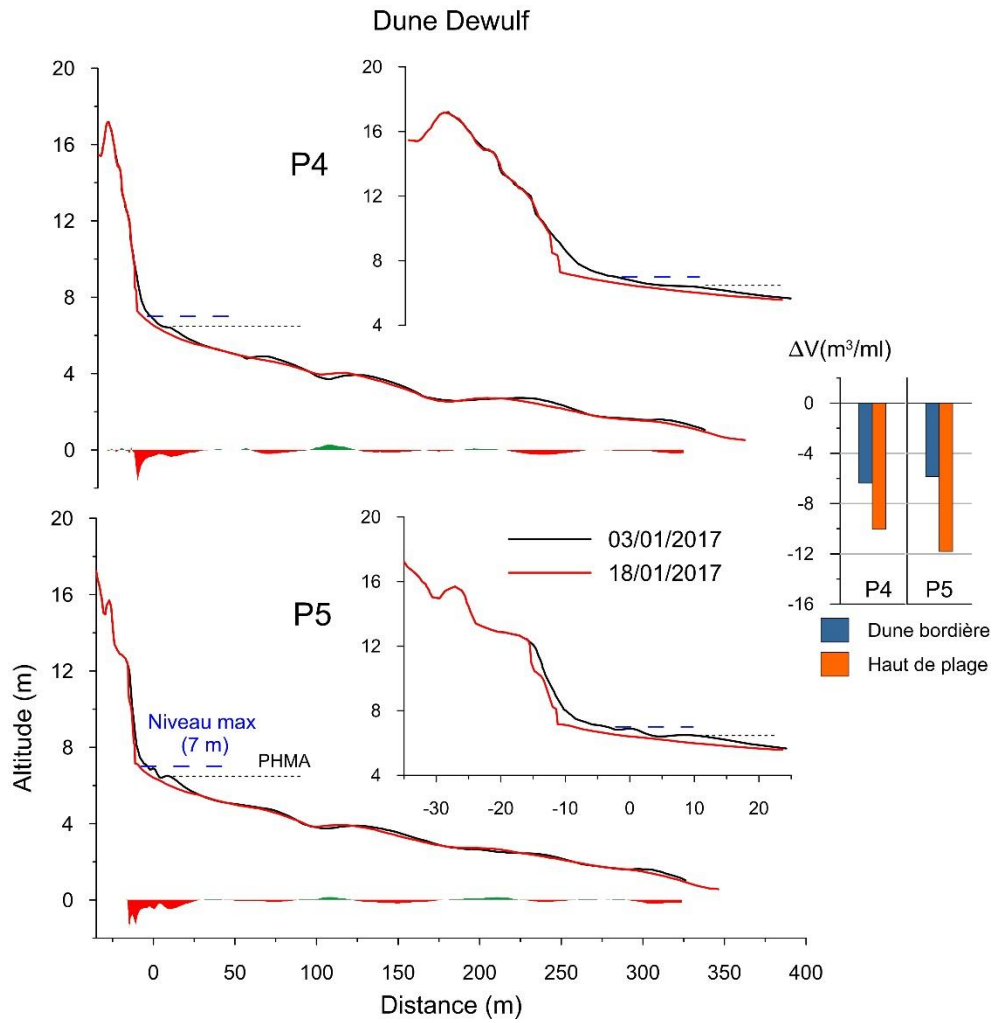 Dune Dewulf
20
16
12
8
4
0
P4
20
16
12
8
4
ΔV(m³/ml)
0
-4
-8
-12
-16
P4
P5
Dune bordière
Haut de plage
20
16
12
8
4
0
P5
Niveau max
(7 m)
PHMA
20
16
12
8
4
-35 -30 -20 -10 0 10 20
03/01/2017
18/01/2017
0 50 100 150 200 250 300 350 400
Altitude (m)
Distance (m)